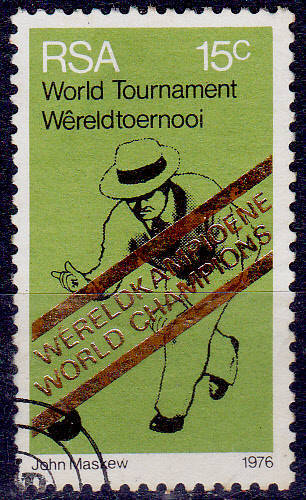 RSA 15c
World Tournament
Wêreldtoernooi
WÊRELDKAMPIOENE
WORLD CHAMPIONS
John Maskew 1976